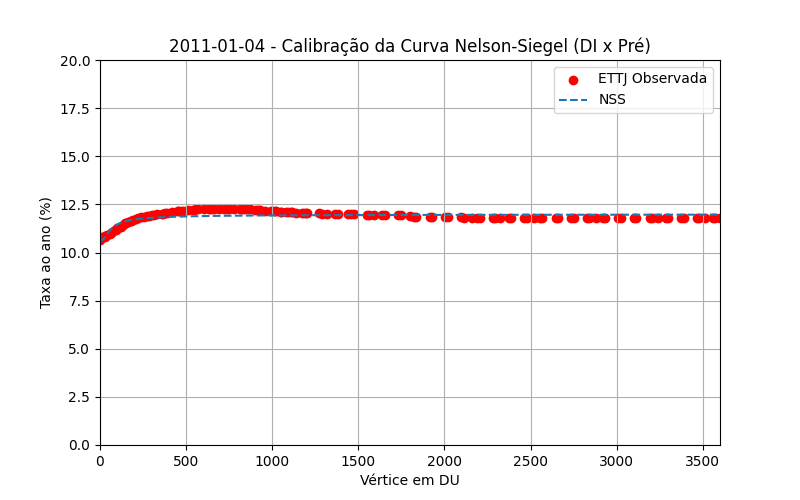 2011-01-04 - Calibração da Curva Nelson-Siegel (DI x Pré)
ETTJ Observada
NSS
Taxa ao ano (%)
20.0
17.5
15.0
12.5
10.0
7.5
5.0
2.5
0.0
0 500 1000 1500 2000 2500 3000 3500
Vértice em DU